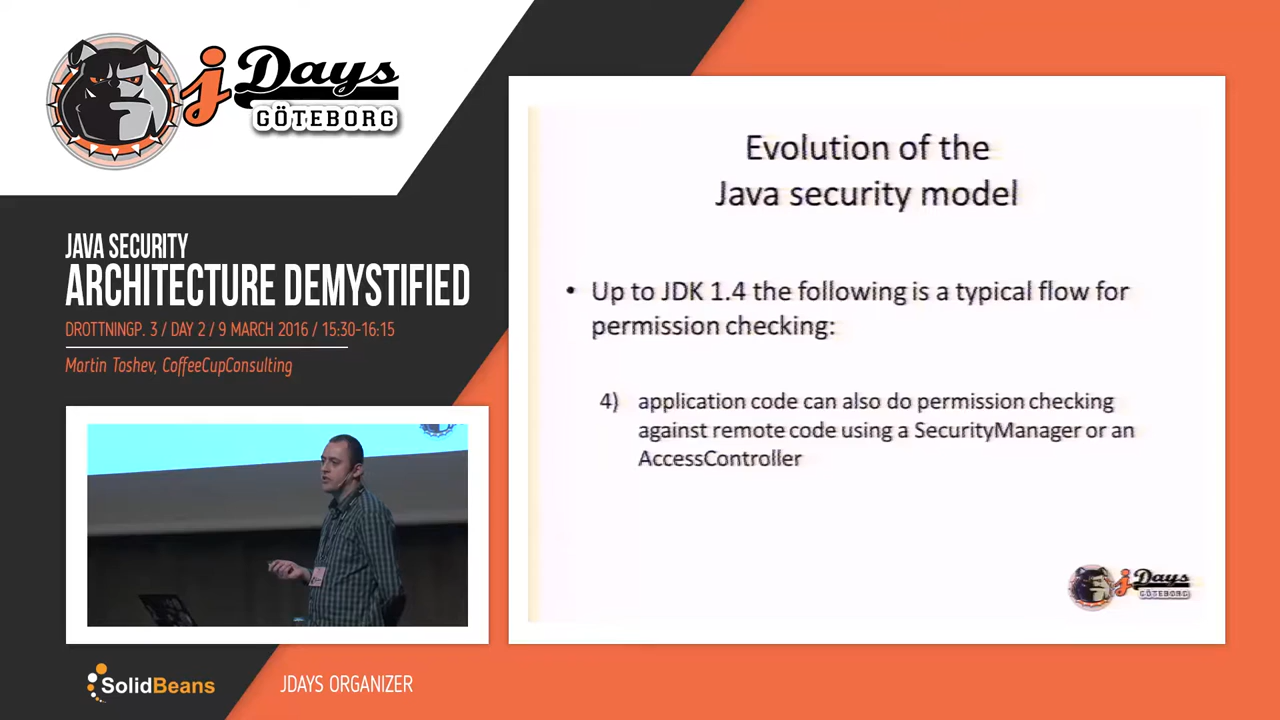 jDays
GÖTEBORG
JAVA SECURITY
ARCHITECTURE DEMYSTIFIED
DROTTNINGP. 3 / DAY 2 / 9 MARCH 2016 / 15:30-16:15
Martin Toshev, CoffeeCupConsulting
Evolution of the
Java security model
• Up to JDK 1.4 the following is a typical flow for
permission checking:
4) application code can also do permission checking
against remote code using a SecurityManager or an
AccessController
jDays
GÖTEBORG
SolidBeans
JDAYS ORGANIZER